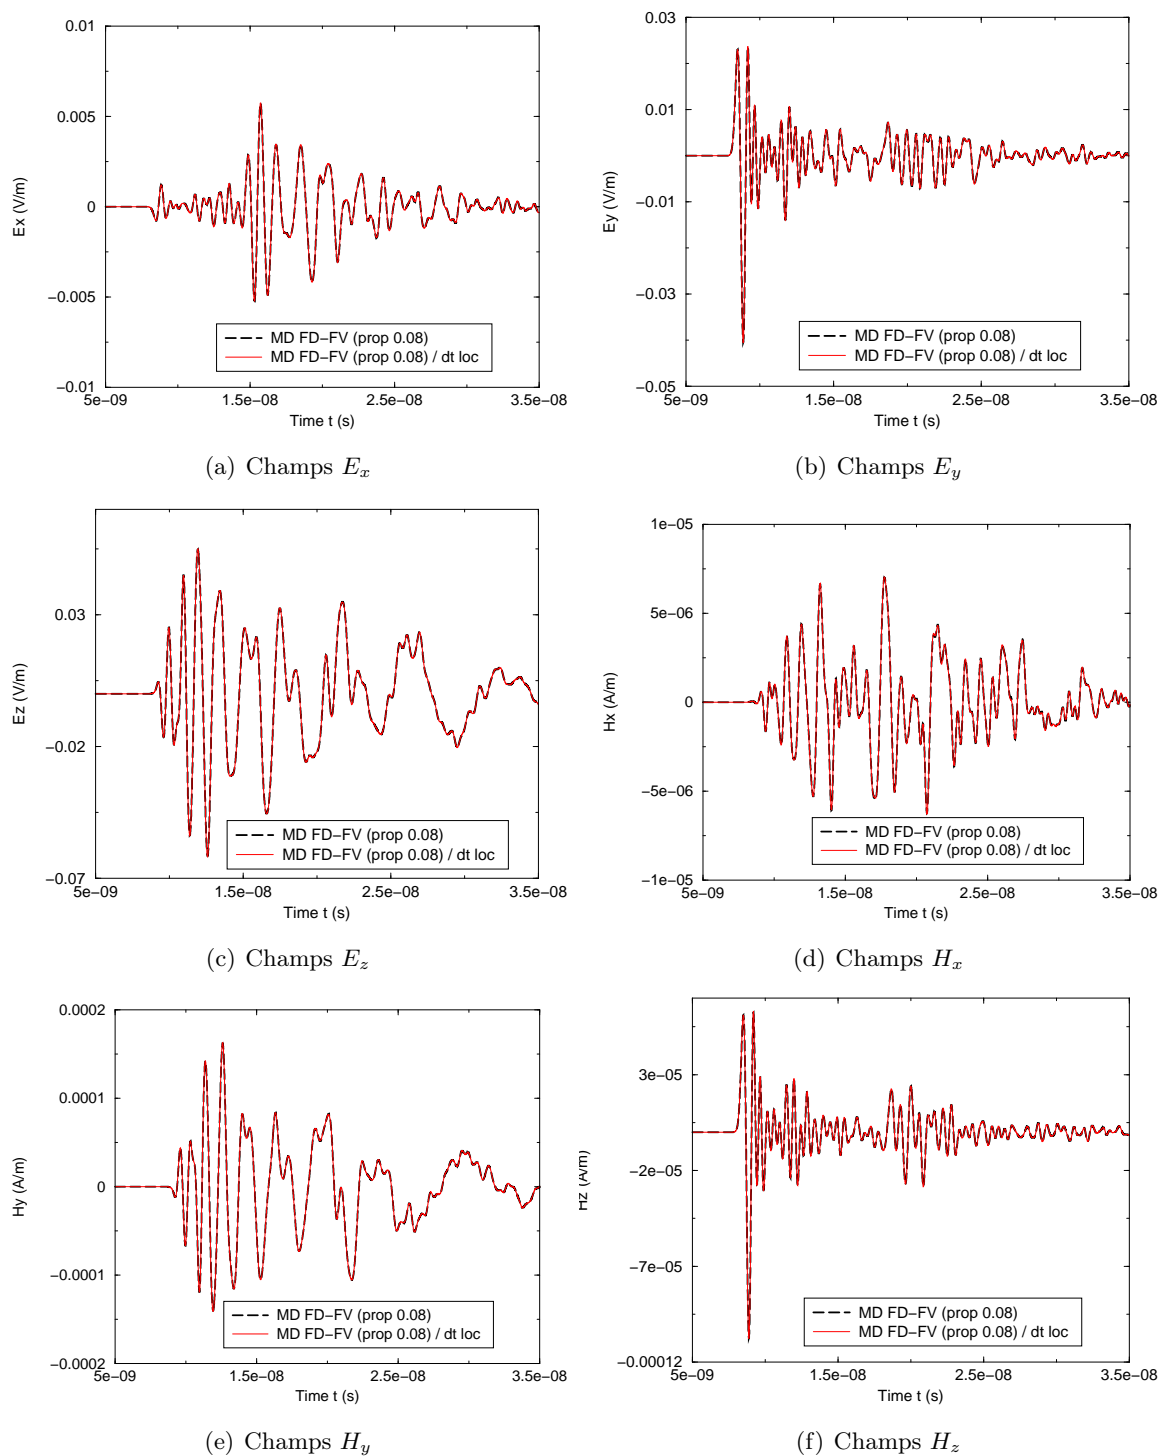 0.01
0.005
0
−0.005
−0.01
Ex (V/m)
5e−09 1.5e−08 2.5e−08 3.5e−08
Time t (s)
MD FD−FV (prop 0.08)
MD FD−FV (prop 0.08) / dt loc
(a) Champs Ex
0.03
0.01
−0.01
−0.03
−0.05
Ey (V/m)
5e−09 1.5e−08 2.5e−08 3.5e−08
Time t (s)
MD FD−FV (prop 0.08)
MD FD−FV (prop 0.08) / dt loc
(b) Champs Ey
0.03
−0.02
−0.07
Ez (V/m)
5e−09 1.5e−08 2.5e−08 3.5e−08
Time t (s)
MD FD−FV (prop 0.08)
MD FD−FV (prop 0.08) / dt loc
(c) Champs Ez
1e−05
5e−06
0
−5e−06
−1e−05
Hx (A/m)
5e−09 1.5e−08 2.5e−08 3.5e−08
Time t (s)
MD FD−FV (prop 0.08)
MD FD−FV (prop 0.08) / dt loc
(d) Champs Hx
0.0002
0.0001
0
−0.0001
−0.0002
Hy (A/m)
5e−09 1.5e−08 2.5e−08 3.5e−08
Time t (s)
MD FD−FV (prop 0.08)
MD FD−FV (prop 0.08) / dt loc
(e) Champs Hy
3e−05
−2e−05
−7e−05
−0.00012
Hz (A/m)
5e−09 1.5e−08 2.5e−08 3.5e−08
Time t (s)
MD FD−FV (prop 0.08)
MD FD−FV (prop 0.08) / dt loc
(f) Champs Hz